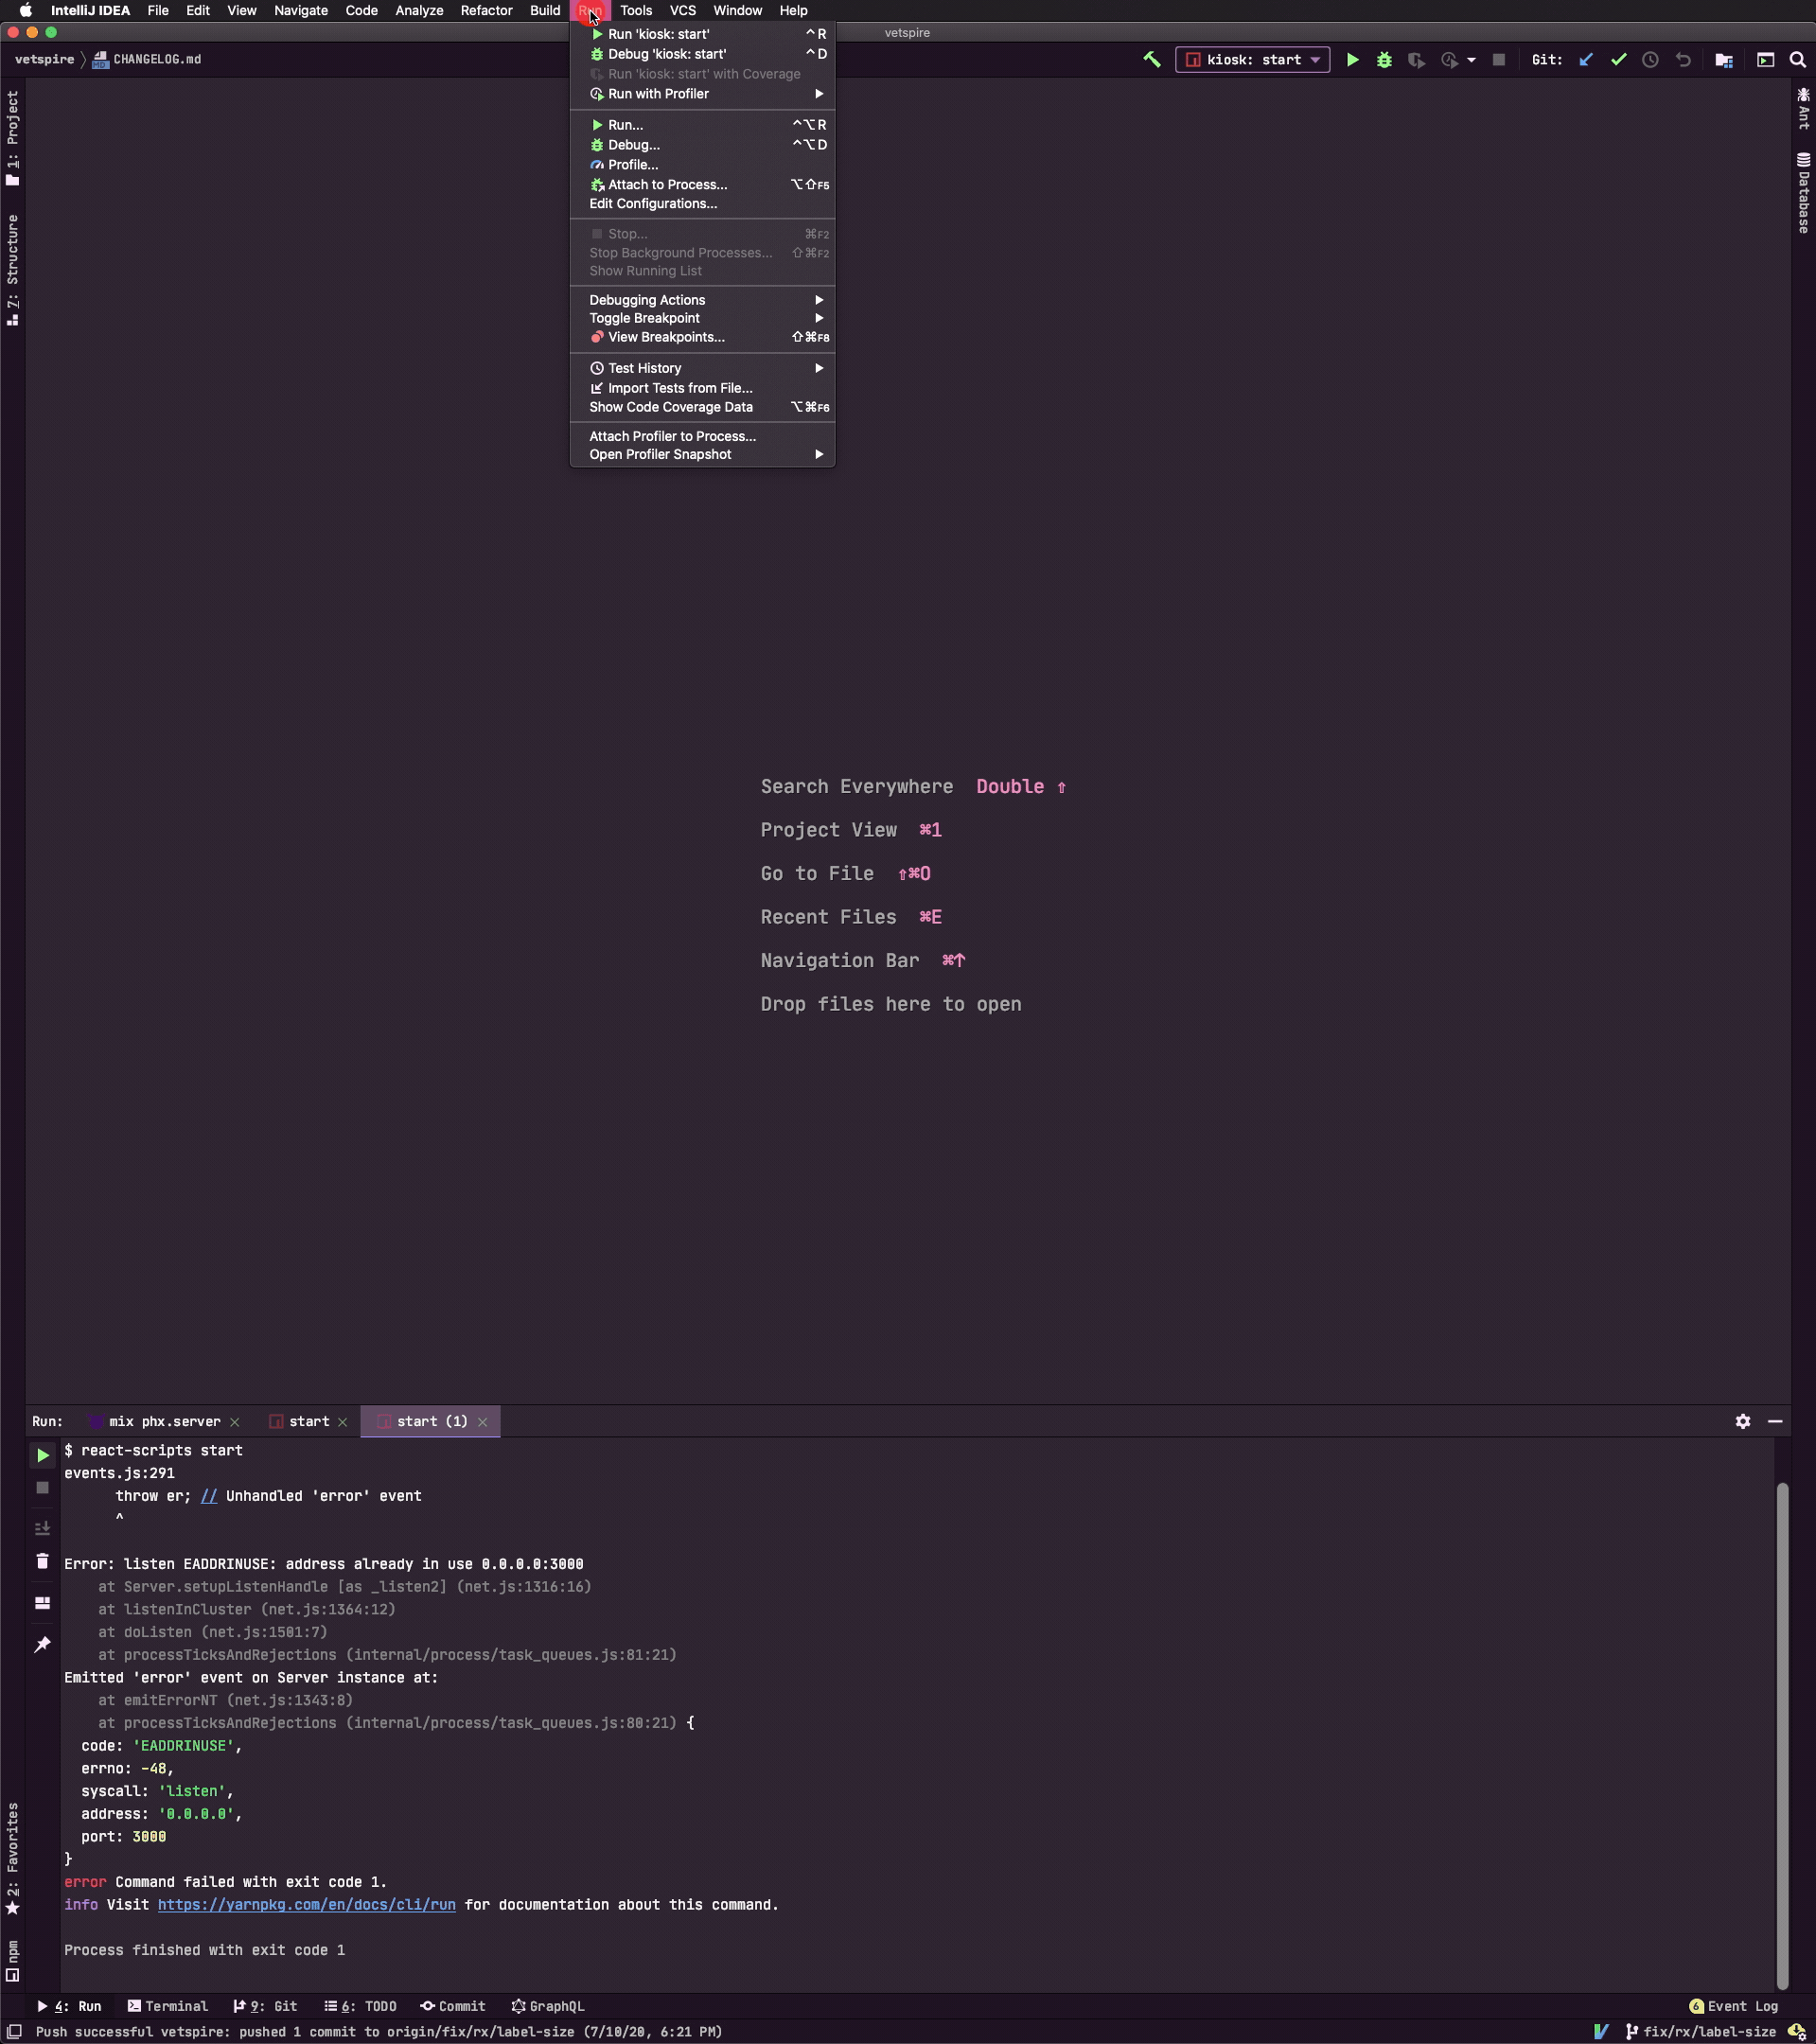 IntelliJ IDEA File Edit View Navigate Code Analyze Refactor Build Run Tools VCS Window Help
vetspire
vetspire CHANGELOG.md
kiosk: start
Git:
Run 'kiosk: start' ⌃R
Debug 'kiosk: start' ⌃D
Run 'kiosk: start' with Coverage
Run with Profiler
Run... ⌃⌥R
Debug... ⌃⌥D
Profile...
Attach to Process... ⌥⇧F5
Edit Configurations...
Stop... ⌘F2
Stop Background Processes... ⇧⌘F2
Show Running List
Debugging Actions
Toggle Breakpoint
View Breakpoints... ⇧⌘F8
Test History
Import Tests from File...
Show Code Coverage Data ⌥⌘F6
Attach Profiler to Process...
Open Profiler Snapshot
1: Project
7: Structure
Ant
Database
Search Everywhere Double ⇧
Project View ⌘1
Go to File ⇧⌘O
Recent Files ⌘E
Navigation Bar ⌘↑
Drop files here to open
Run: mix phx.server start start (1)
$ react-scripts start
events.js:291
throw er; // Unhandled 'error' event
^
Error: listen EADDRINUSE: address already in use 0.0.0.0:3000
at Server.setupListenHandle [as _listen2] (net.js:1316:16)
at listenInCluster (net.js:1364:12)
at doListen (net.js:1501:7)
at processTicksAndRejections (internal/process/task_queues.js:81:21)
Emitted 'error' event on Server instance at:
at emitErrorNT (net.js:1343:8)
at processTicksAndRejections (internal/process/task_queues.js:80:21) {
code: 'EADDRINUSE',
errno: -48,
syscall: 'listen',
address: '0.0.0.0',
port: 3000
}
error Command failed with exit code 1.
info Visit https://yarnpkg.com/en/docs/cli/run for documentation about this command.
Process finished with exit code 1
2: Favorites
npm
4: Run Terminal 9: Git 6: TODO Commit GraphQL 6 Event Log
Push successful vetspire: pushed 1 commit to origin/fix/rx/label-size (7/10/20, 6:21 PM) fix/rx/label-size